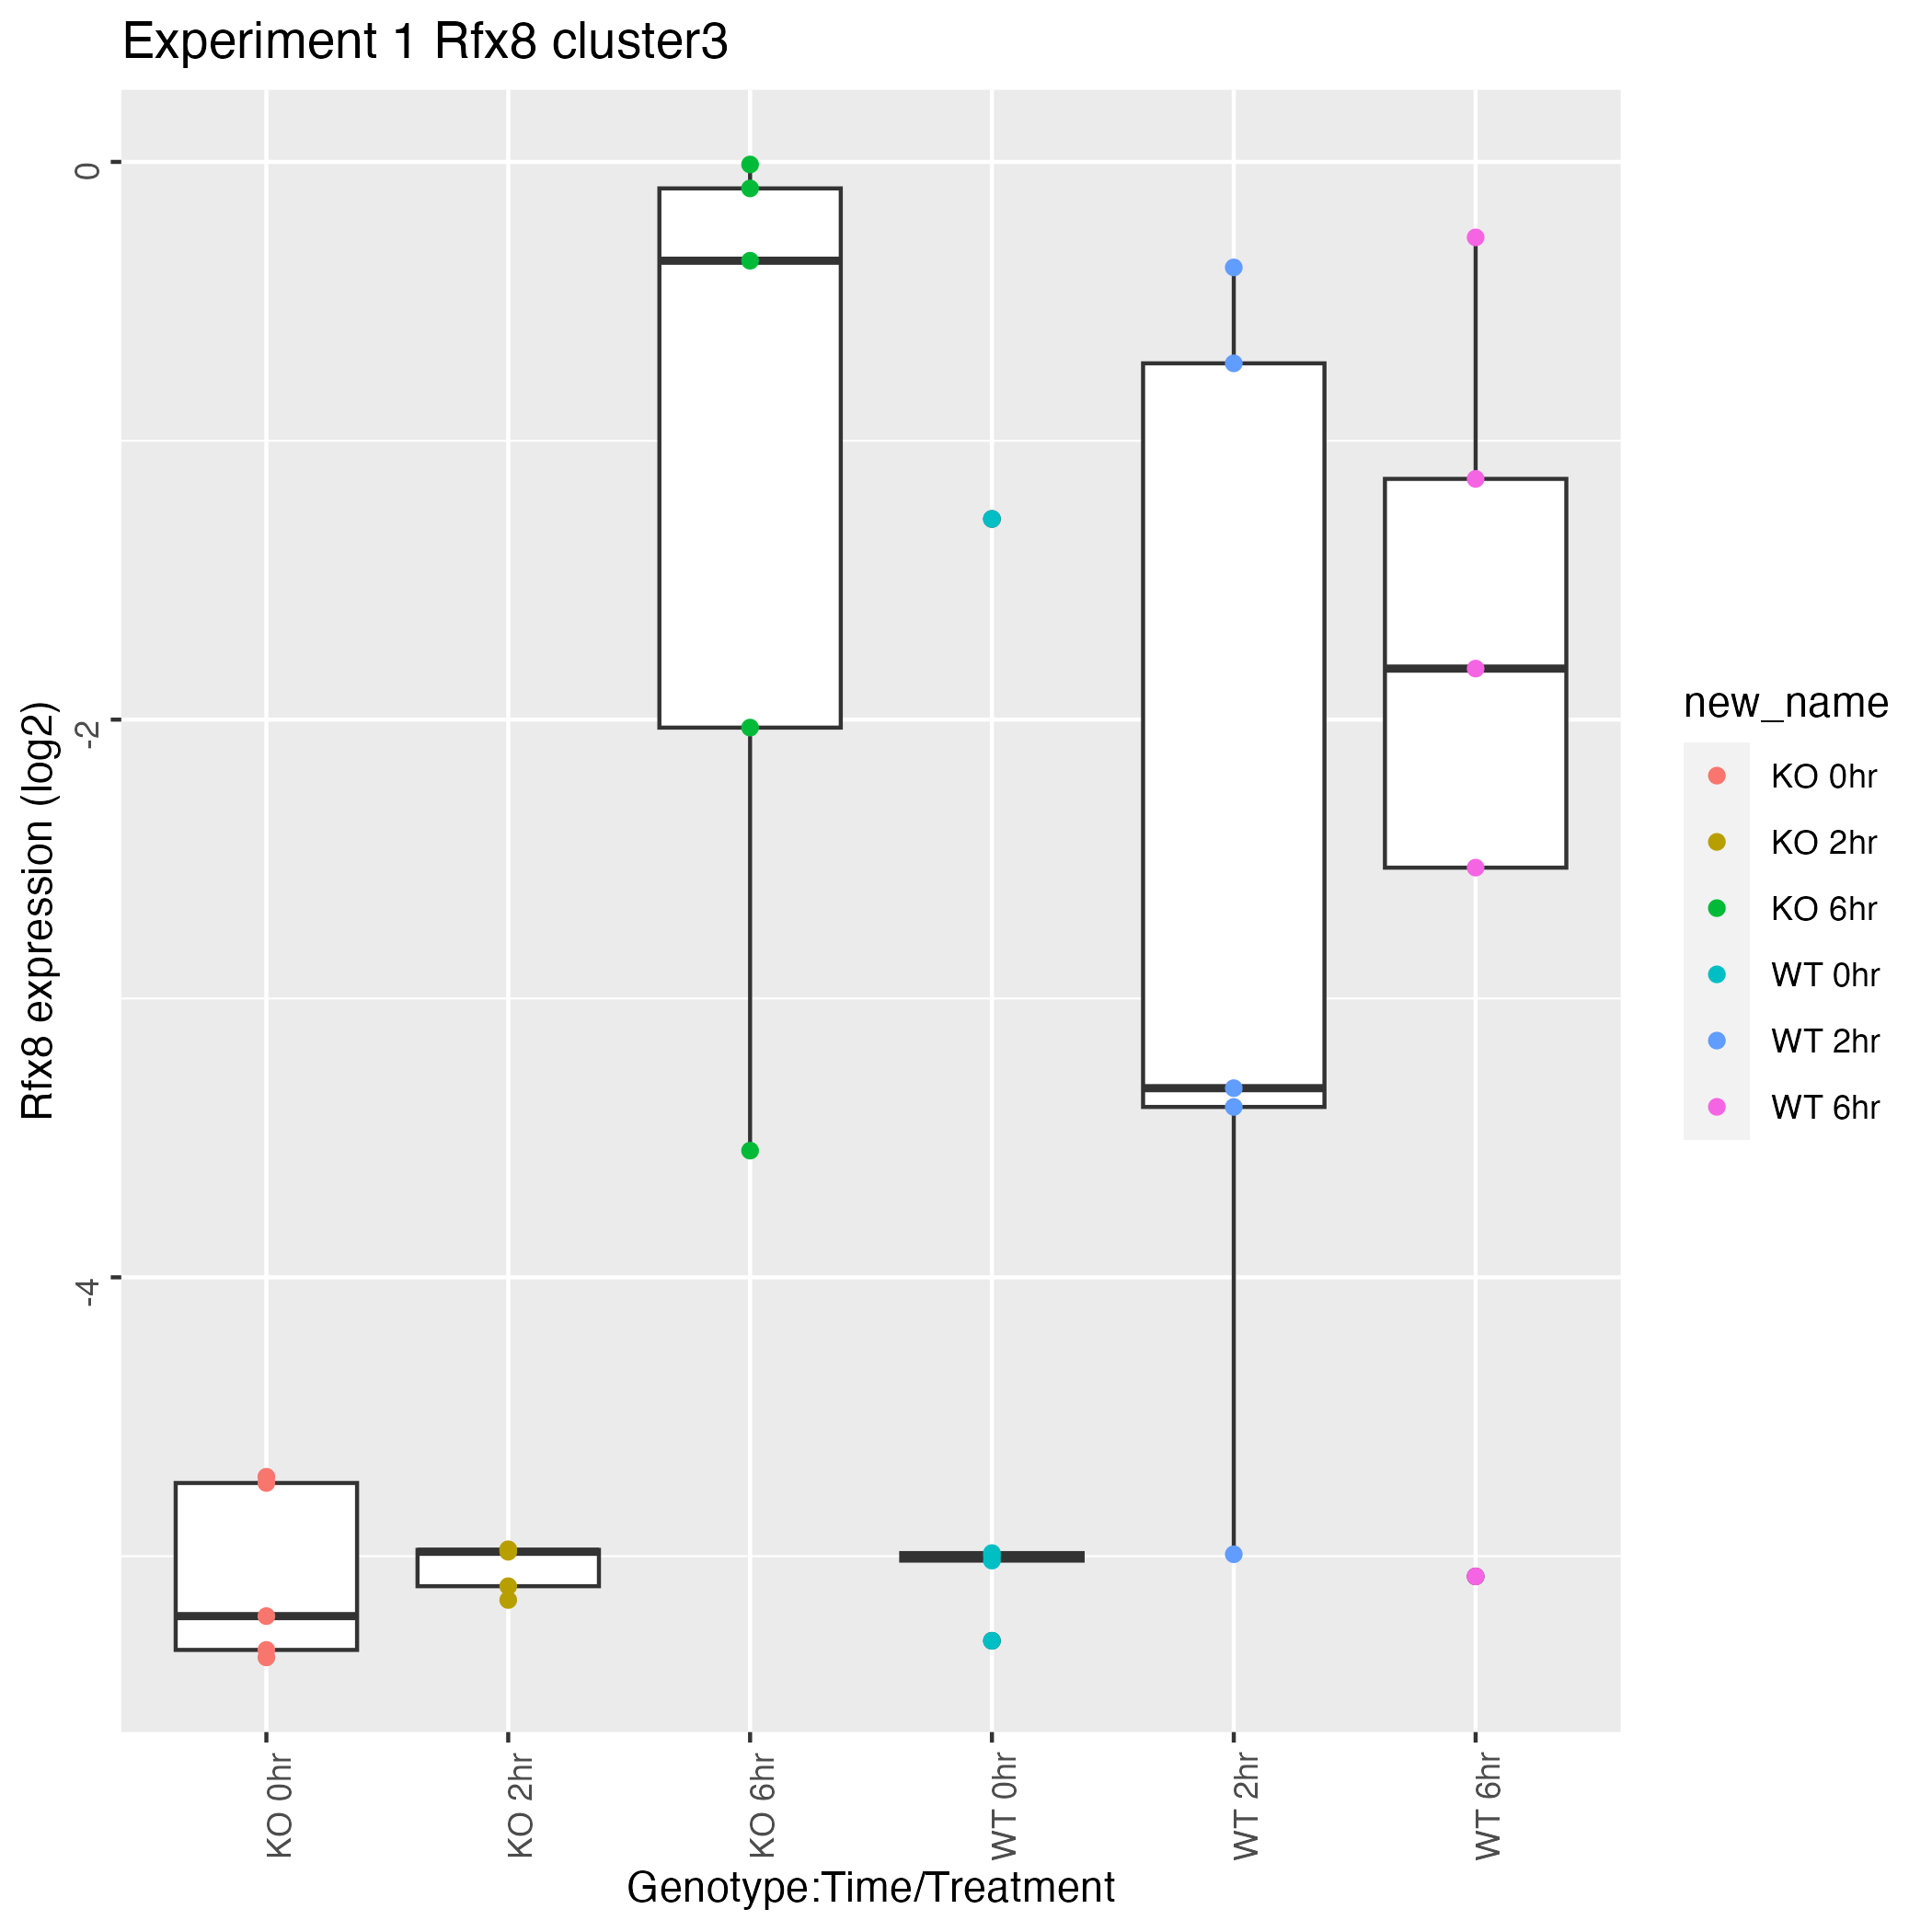 Experiment 1 Rfx8 cluster3
Rfx8 expression (log2)
0
-2
-4
KO 0hr
KO 2hr
KO 6hr
WT 0hr
WT 2hr
WT 6hr
Genotype:Time/Treatment
new_name
KO 0hr
KO 2hr
KO 6hr
WT 0hr
WT 2hr
WT 6hr